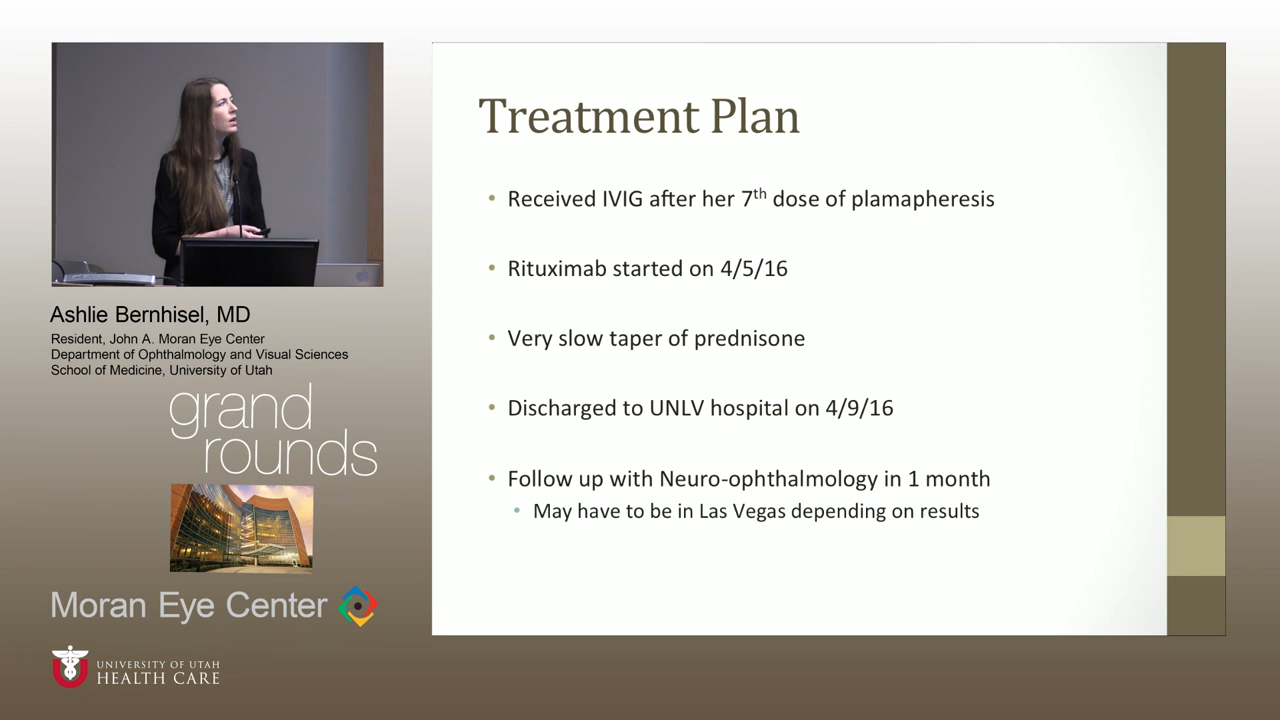 Treatment Plan
• Received IVIG after her 7th dose of plamapheresis
• Rituximab started on 4/5/16
• Very slow taper of prednisone
• Discharged to UNLV hospital on 4/9/16
• Follow up with Neuro-ophthalmology in 1 month
• May have to be in Las Vegas depending on results
Ashlie Bernhisel, MD
Resident, John A. Moran Eye Center
Department of Ophthalmology and Visual Sciences
School of Medicine, University of Utah
grand
rounds
Moran Eye Center
UNIVERSITY OF UTAH
HEALTH CARE